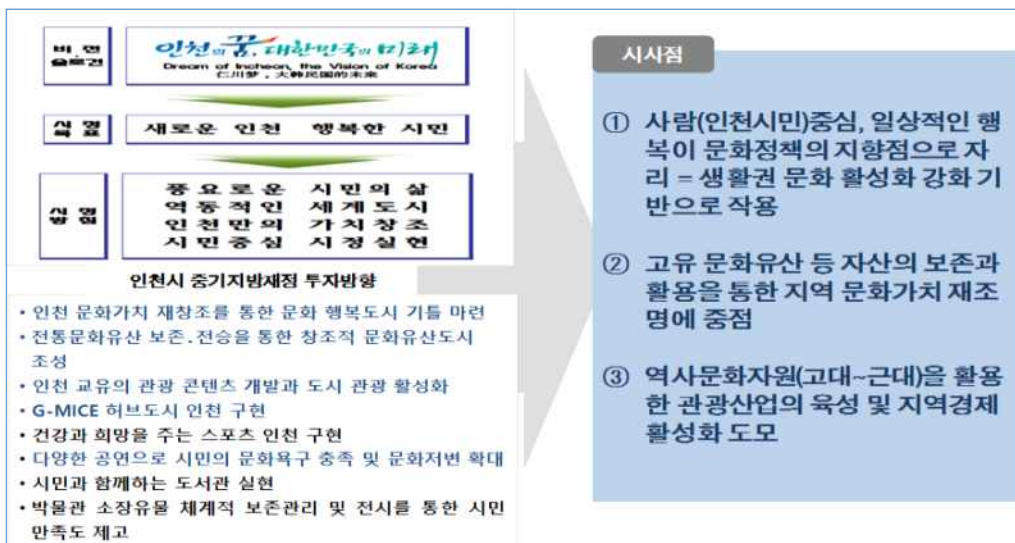 비 전
슬로건
인천의 꿈, 대한민국의 미래
Dream of Incheon, the Vision of Korea
仁川梦, 大韩民国的未来
시 정
목 표
새로운 인천 행복한 시민
시 정
방 침
풍요로운 시민의 삶
역동적인 세계도시
인천만의 가치창조
시민중심 시정실현
인천시 중기지방재점 투자방향
• 인천 문화가치 재창조를 통한 문화 행복도시 기틀 마련
• 전통문화유산 보존.전승을 통한 창조적 문화유산도시
조성
• 인천 교유의 관광 콘텐츠 개발과 도시 관광 활성화
• G-MICE 허브도시 인천 구현
• 건강과 희망을 주는 스포츠 인천 구현
• 다양한 공연으로 시민의 문화욕구 충족 및 문화저변 확대
• 시민과 함께하는 도서관 실현
• 박물관 소장유물 체계적 보존관리 및 전시를 통한 시민
만족도 제고
시사점
① 사람(인천시민)중심, 일상적인 행
복이 문화정책의 지향점으로 자
리 = 생활권 문화 활성화 강화 기
반으로 작용
② 고유 문화유산 등 자산의 보존과
활용을 통한 지역 문화가치 재조
명에 중점
③ 역사문화자원(고대~근대)을 활용
한 관광산업의 육성 및 지역경제
활성화 도모